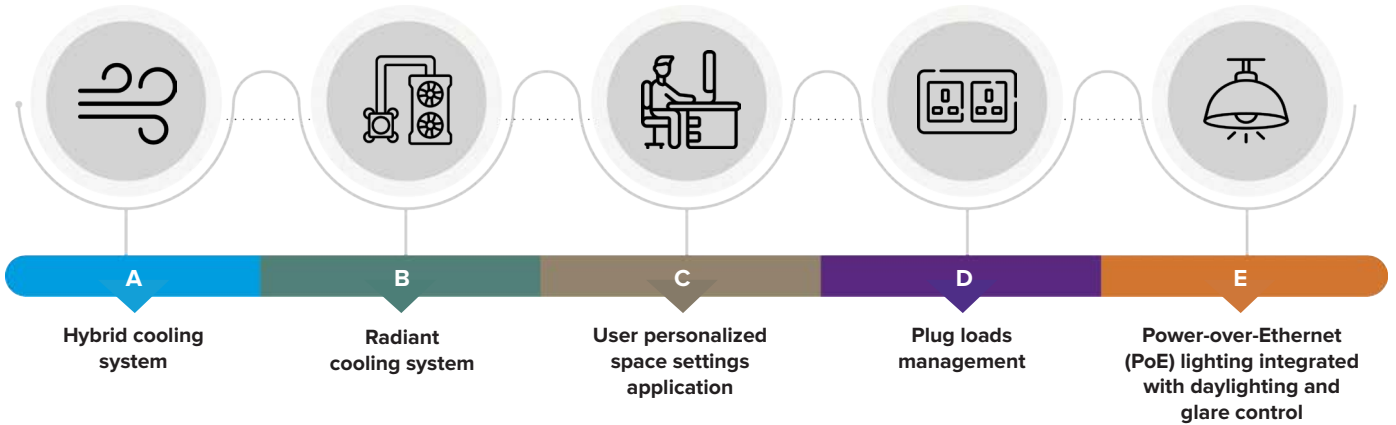 A
B
C
D
E
Hybrid cooling
system
Radiant
cooling system
User personalized
space settings
application
Plug loads
management
Power-over-Ethernet
(PoE) lighting integrated
with daylighting and
glare control